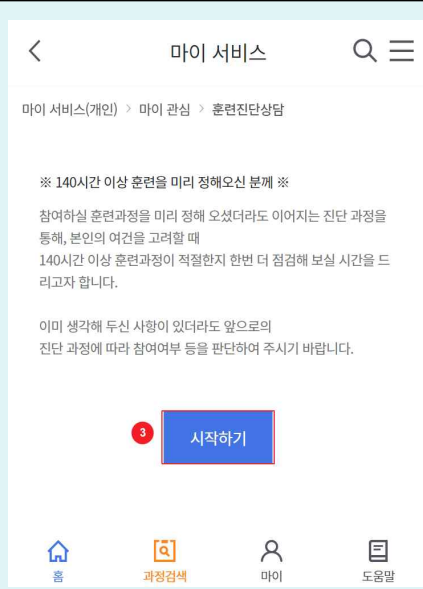 마이 서비스
마이 서비스(개인) > 마이 관심 > 훈련진단상담
※ 140시간 이상 훈련을 미리 정해오신 분께 ※
참여하실 훈련과정을 미리 정해 오셨더라도 이어지는 진단 과정을
통해, 본인의 여건을 고려할 때
140시간 이상 훈련과정이 적절한지 한번 더 점검해 보실 시간을 드
리고자 합니다.
이미 생각해 두신 사항이 있더라도 앞으로의
진단 과정에 따라 참여여부 등을 판단하여 주시기 바랍니다.
3 시작하기
홈 과정검색 마이 도움말